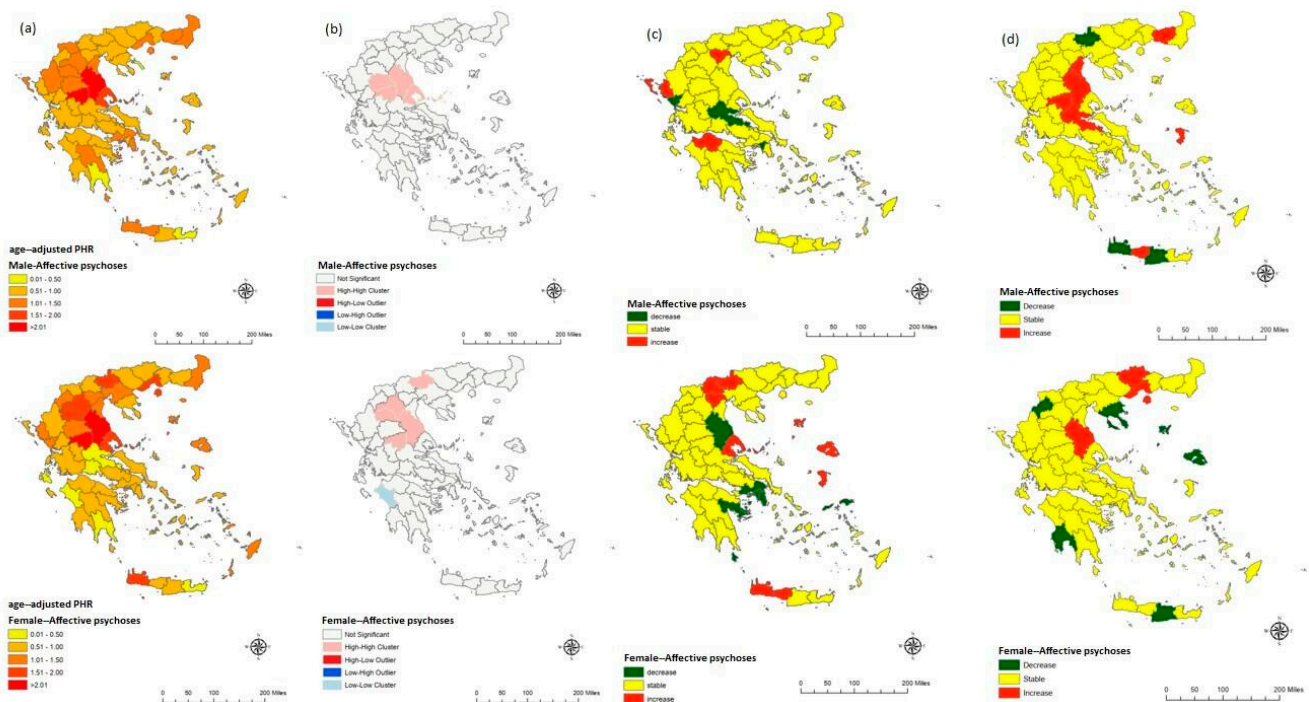 (a)
(b)
(c)
(d)
age--adjusted PHR
Male-Affective psychoses
0.01 - 0.50
0.51 - 1.00
1.01 - 1.50
1.51 - 2.00
>2.01
0 50 100 200 Miles
Male-Affective psychoses
Not Significant
High-High Cluster
High-Low Outlier
Low-High Outlier
Low-Low Cluster
0 50 100 200 Miles
Male-Affective psychoses
decrease
stable
increase
0 50 100 200 Miles
Male-Affective psychoses
Decrease
Stable
Increase
0 50 100 200 Miles
age--adjusted PHR
Female--Affective psychoses
0.01 - 0.50
0.51 - 1.00
1.01 - 1.50
1.51 - 2.00
>2.01
0 50 100 200 Miles
Female--Affective psychoses
Not Significant
High-High Cluster
High-Low Outlier
Low-High Outlier
Low-Low Cluster
0 50 100 200 Miles
Female--Affective psychoses
decrease
stable
increase
0 50 100 200 Miles
Female--Affective psychoses
Decrease
Stable
Increase
0 50 100 200 Miles